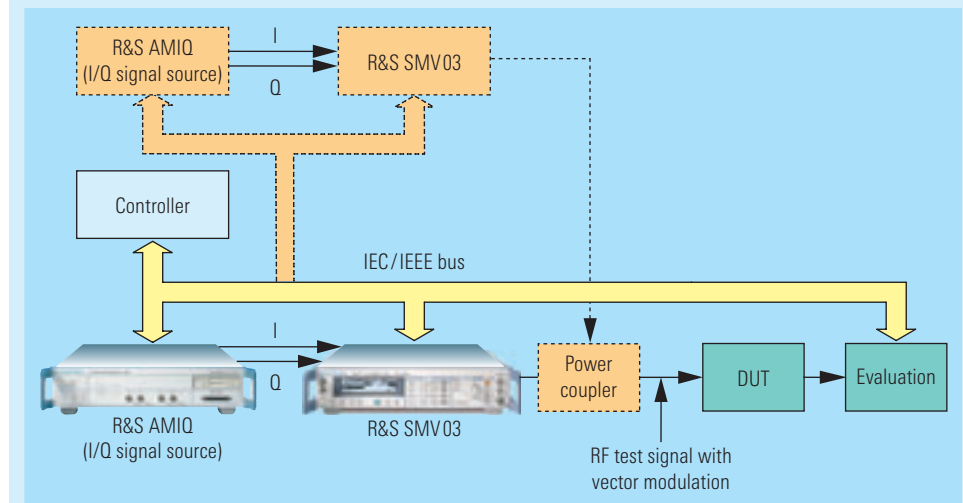 R&S AMIQ
(I/Q signal source)
I
Q
R&S SMV03
Controller
IEC/IEEE bus
I
Q
R&S AMIQ
(I/Q signal source)
R&S SMV03
Power
coupler
DUT
Evaluation
RF test signal with
vector modulation